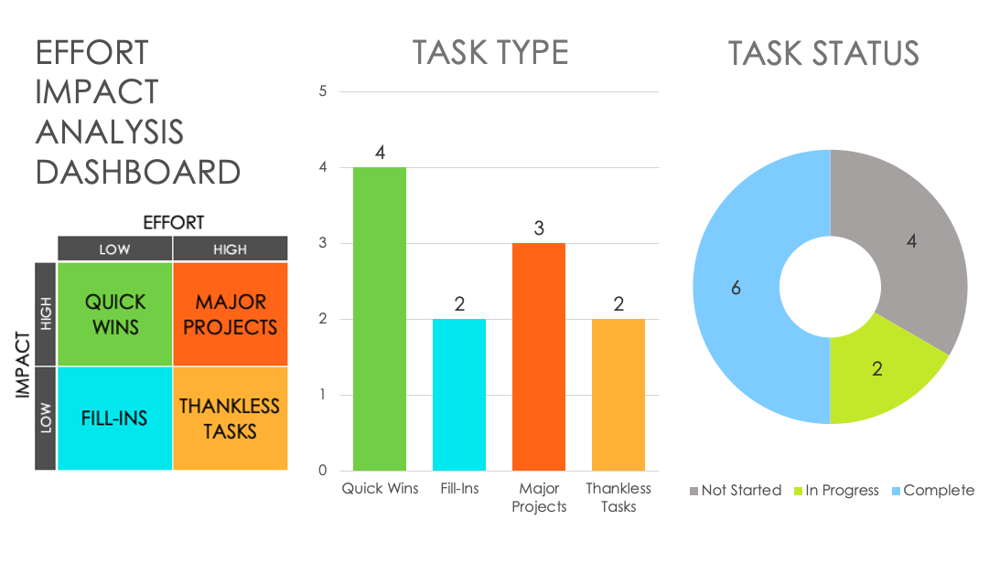 EFFORT
IMPACT
ANALYSIS
DASHBOARD
EFFORT
LOW HIGH
IMPACT
HIGH
QUICK
WINS
MAJOR
PROJECTS
LOW
FILL-INS
THANKLESS
TASKS
TASK TYPE
5
4
3
2
1
0
4
2
3
2
Quick Wins
Fill-Ins
Major
Projects
Thankless
Tasks
TASK STATUS
4
2
6
Not Started In Progress Complete